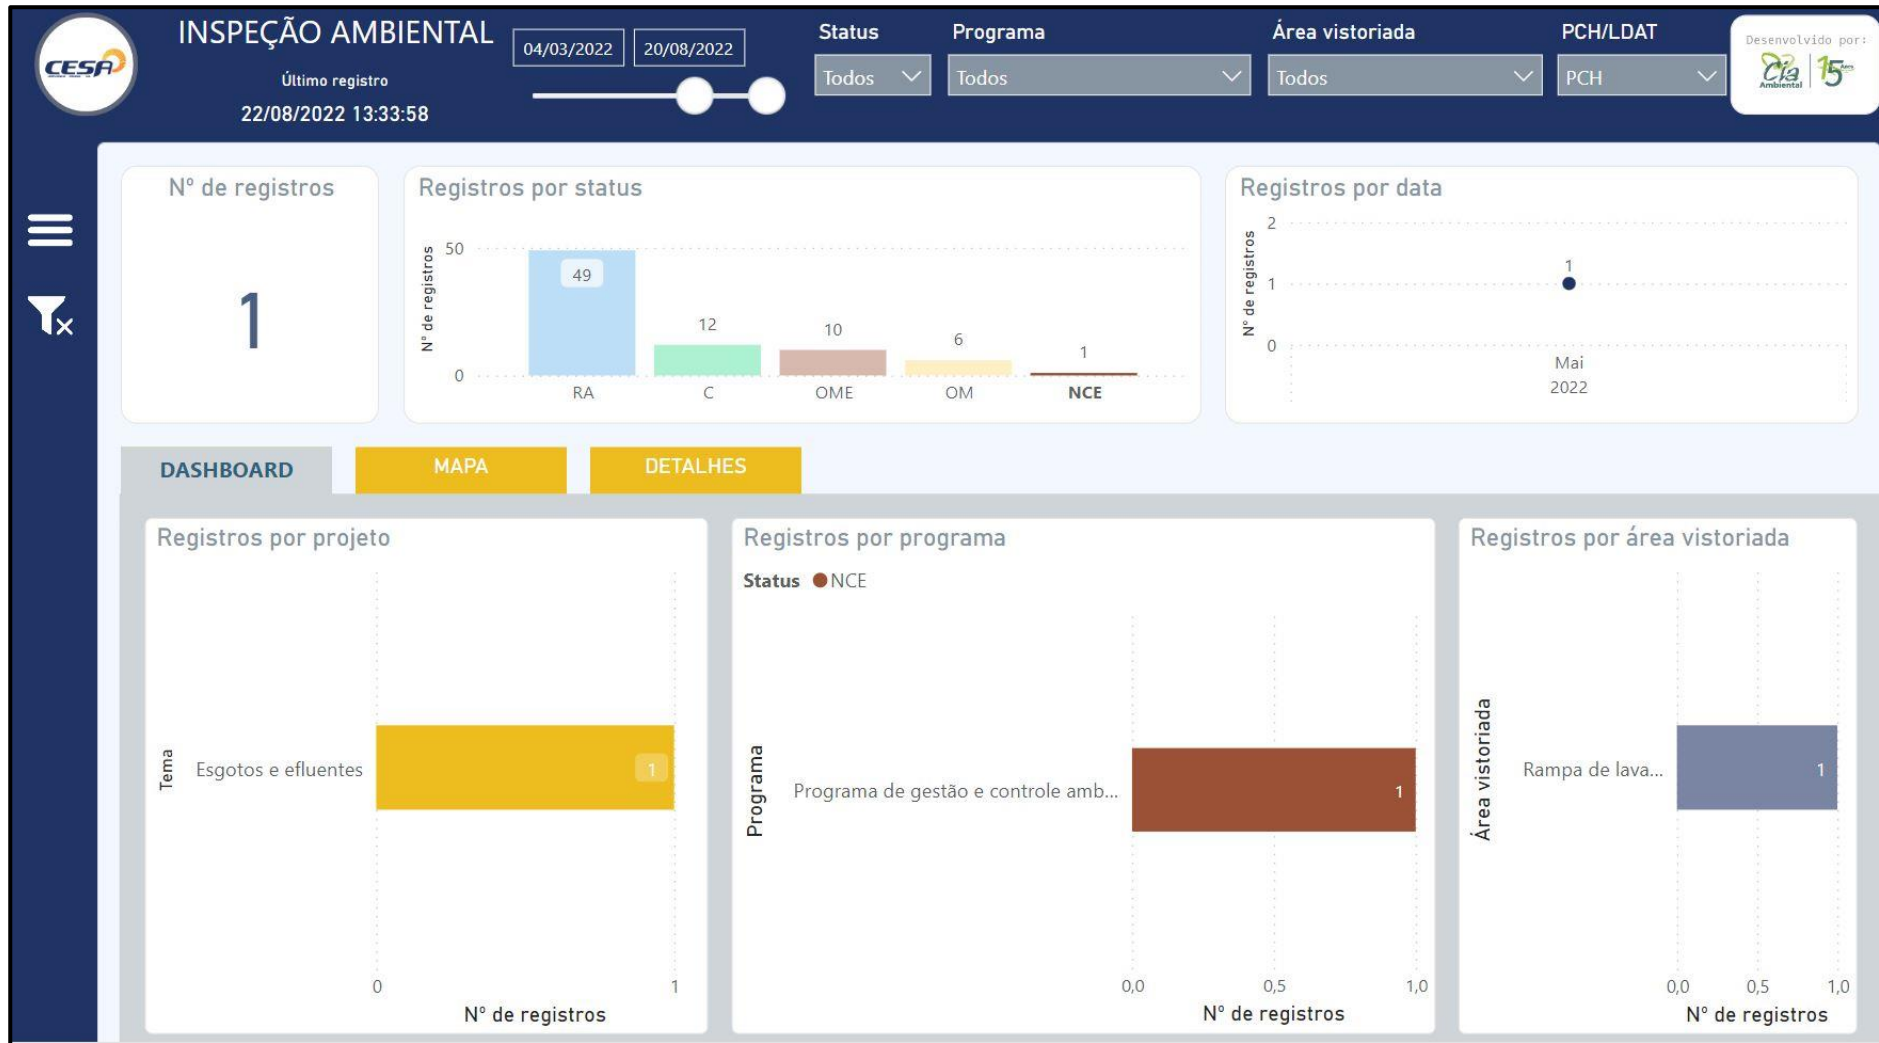 CESA
INSPEÇÃO AMBIENTAL
Último registro
22/08/2022 13:33:58
04/03/2022
20/08/2022
Status
Todos
Programa
Todos
Área vistoriada
Todos
PCH/LDAT
PCH
Desenvolvido por:
Cia
Ambiental
15
Nº de registros
1
Registros por status
Nº de registros
50
0
49
12
10
6
1
RA
C
OME
OM
NCE
Registros por data
Nº de registros
2
1
0
1
Mai
2022
DASHBOARD
MAPA
DETALHES
Registros por projeto
Tema
Esgotos e efluentes
1
0
1
Nº de registros
Registros por programa
Status
NCE
Programa
Programa de gestão e controle amb...
1
0,0
0,5
1,0
Nº de registros
Registros por área vistoriada
Área vistoriada
Rampa de lava...
1
0,0
0,5
1,0
Nº de registros